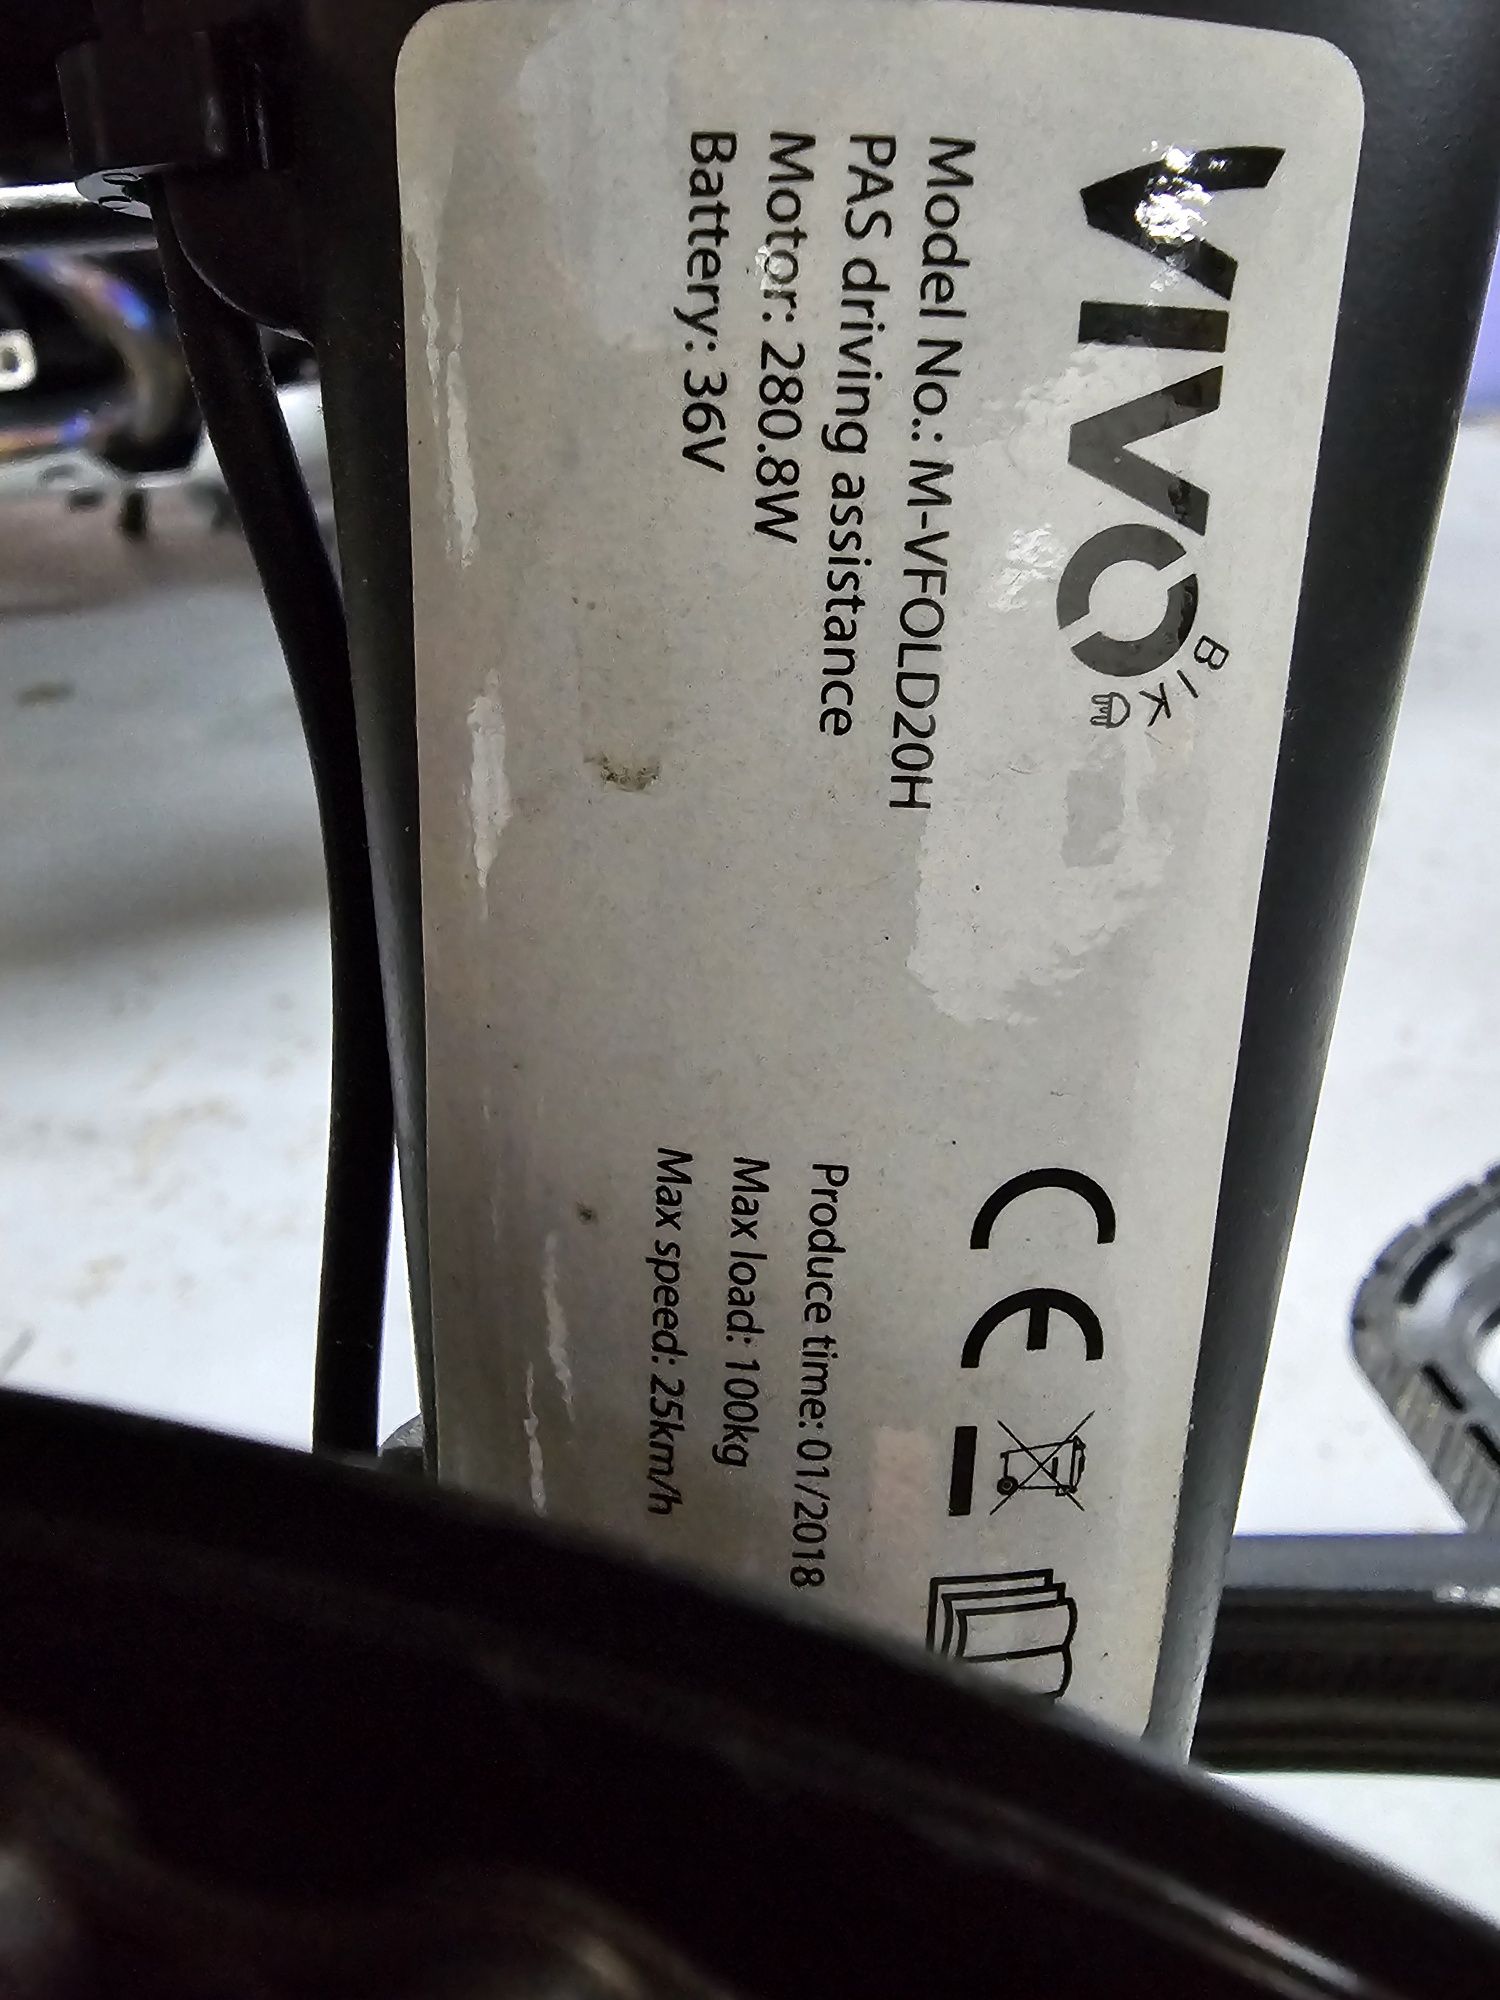 VIVO
BIKE
Model No.: M-VFOLD20H
PAS driving assistance
Motor: 280.8W
Battery: 36V
CE
Produce time: 01/2018
Max load: 100kg
Max speed: 25km/h